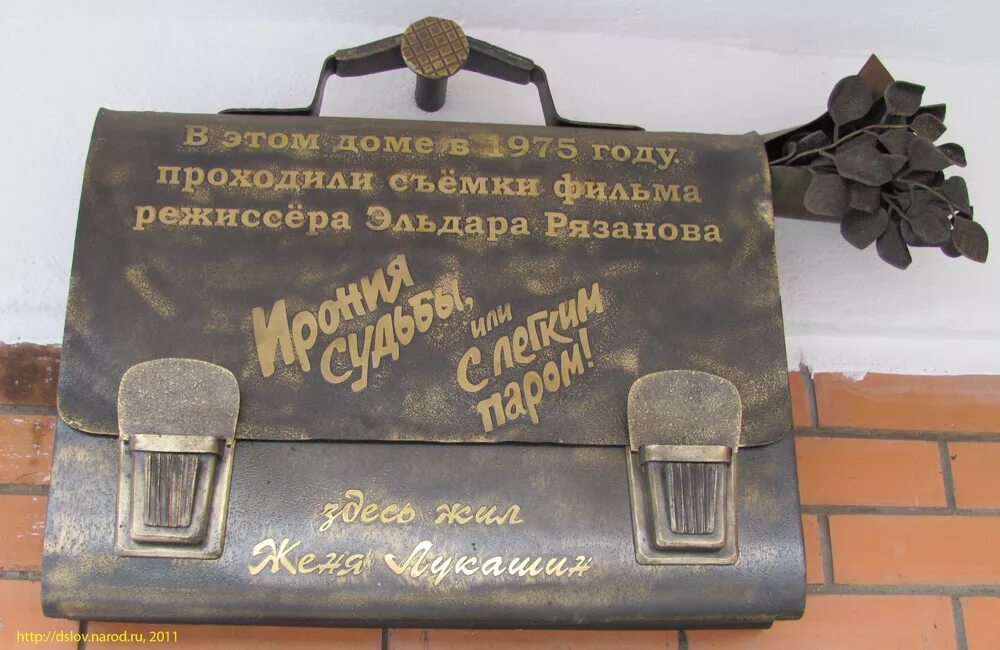 В этом доме в 1975 году.
проходили съёмки фильма
режиссёра Эльдара Рязанова
Ирония
судьбы,
или
С легким
паром!
здесь жил
Женя Лукашин
http://dslov.narod.ru, 2011